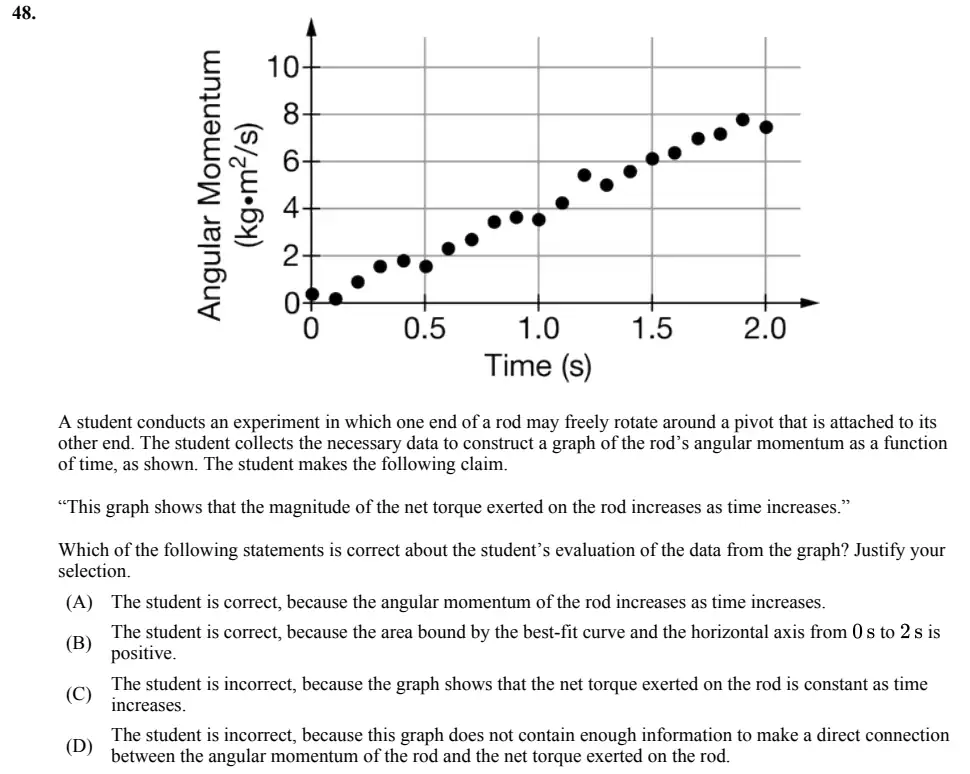 48.
Angular Momentum
(kg•m²/s)
10
8
6
4
2
0
0 0.5 1.0 1.5 2.0
Time (s)
A student conducts an experiment in which one end of a rod may freely rotate around a pivot that is attached to its
other end. The student collects the necessary data to construct a graph of the rod’s angular momentum as a function
of time, as shown. The student makes the following claim.
“This graph shows that the magnitude of the net torque exerted on the rod increases as time increases.”
Which of the following statements is correct about the student’s evaluation of the data from the graph? Justify your
selection.
(A) The student is correct, because the angular momentum of the rod increases as time increases.
(B) The student is correct, because the area bound by the best-fit curve and the horizontal axis from 0 s to 2 s is
positive.
(C) The student is incorrect, because the graph shows that the net torque exerted on the rod is constant as time
increases.
(D) The student is incorrect, because this graph does not contain enough information to make a direct connection
between the angular momentum of the rod and the net torque exerted on the rod.